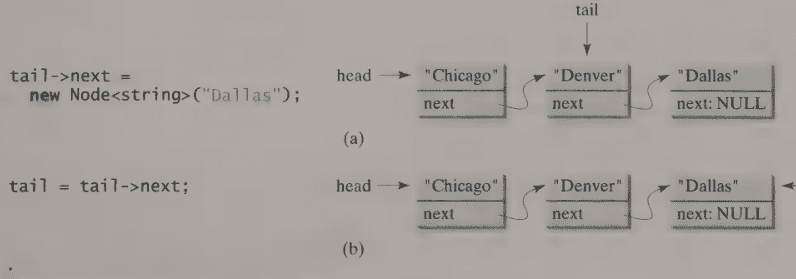 tail
tail->next =
new Node<string>("Dallas");
head
"Chicago"
"Denver"
"Dallas"
next
next
next: NULL
(a)
tail = tail->next;
head
"Chicago"
"Denver"
"Dallas"
next
next
next: NULL
(b)